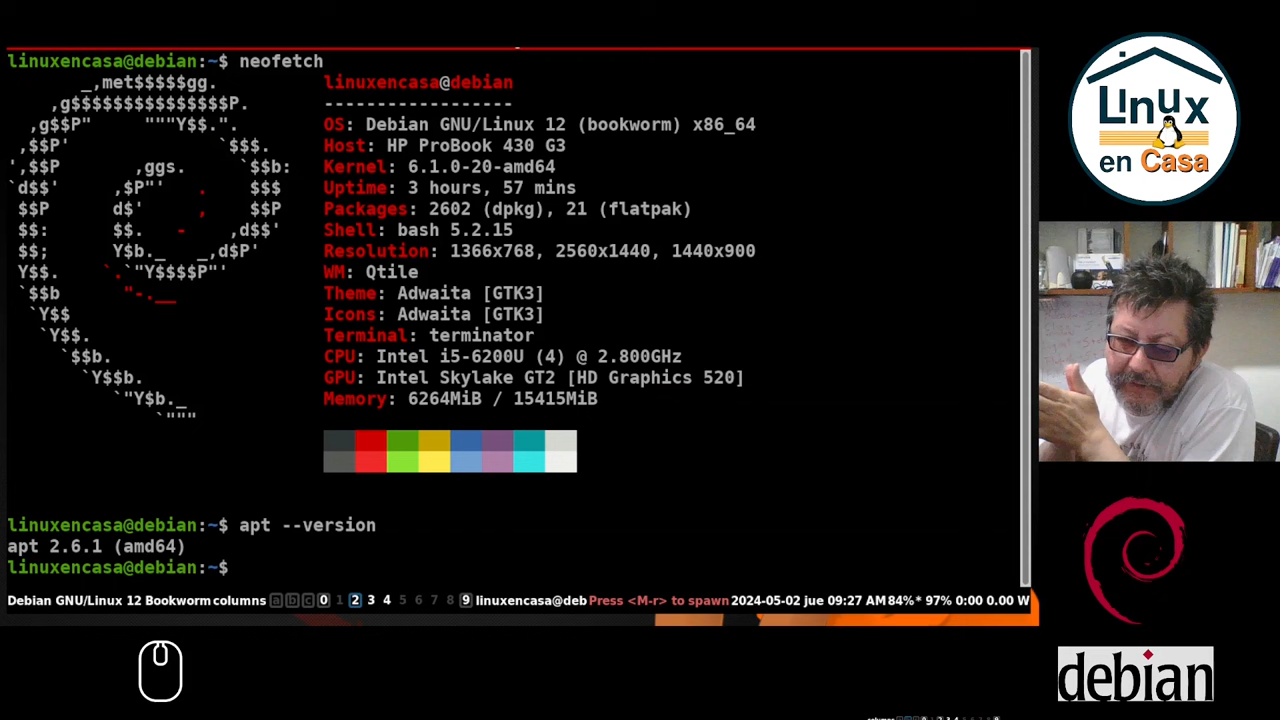 linuxencasa@debian:~$ neofetch
_,met$$$$$gg.
,g$$$$$$$$$$$$$$$P.
,g$$P"     """Y$$.".
,$$P'              `$$$.
',$$P       ,ggs.     `$$b:
`d$$'     ,$P"'   .    $$$
$$P      d$'     ,    $$P
$$:      $$.   -    ,d$$'
$$;      Y$b._   _,d$P'
Y$$.    `.`"Y$$$$P"'
`$$b      "-.__
`Y$$
`Y$$.
`$$b.
`Y$$b.
`"Y$b._
`"""
linuxencasa@debian
------------------
OS: Debian GNU/Linux 12 (bookworm) x86_64
Host: HP ProBook 430 G3
Kernel: 6.1.0-20-amd64
Uptime: 3 hours, 57 mins
Packages: 2602 (dpkg), 21 (flatpak)
Shell: bash 5.2.15
Resolution: 1366x768, 2560x1440, 1440x900
WM: Qtile
Theme: Adwaita [GTK3]
Icons: Adwaita [GTK3]
Terminal: terminator
CPU: Intel i5-6200U (4) @ 2.800GHz
GPU: Intel Skylake GT2 [HD Graphics 520]
Memory: 6264MiB / 15415MiB
linuxencasa@debian:~$ apt --version
apt 2.6.1 (amd64)
linuxencasa@debian:~$
Debian GNU/Linux 12 Bookworm columns a b c 0 1 2 3 4 5 6 7 8 9 linuxencasa@deb Press <M-r> to spawn 2024-05-02 jue 09:27 AM 84%* 97% 0:00 0.00 W
LInux
en Casa
debian